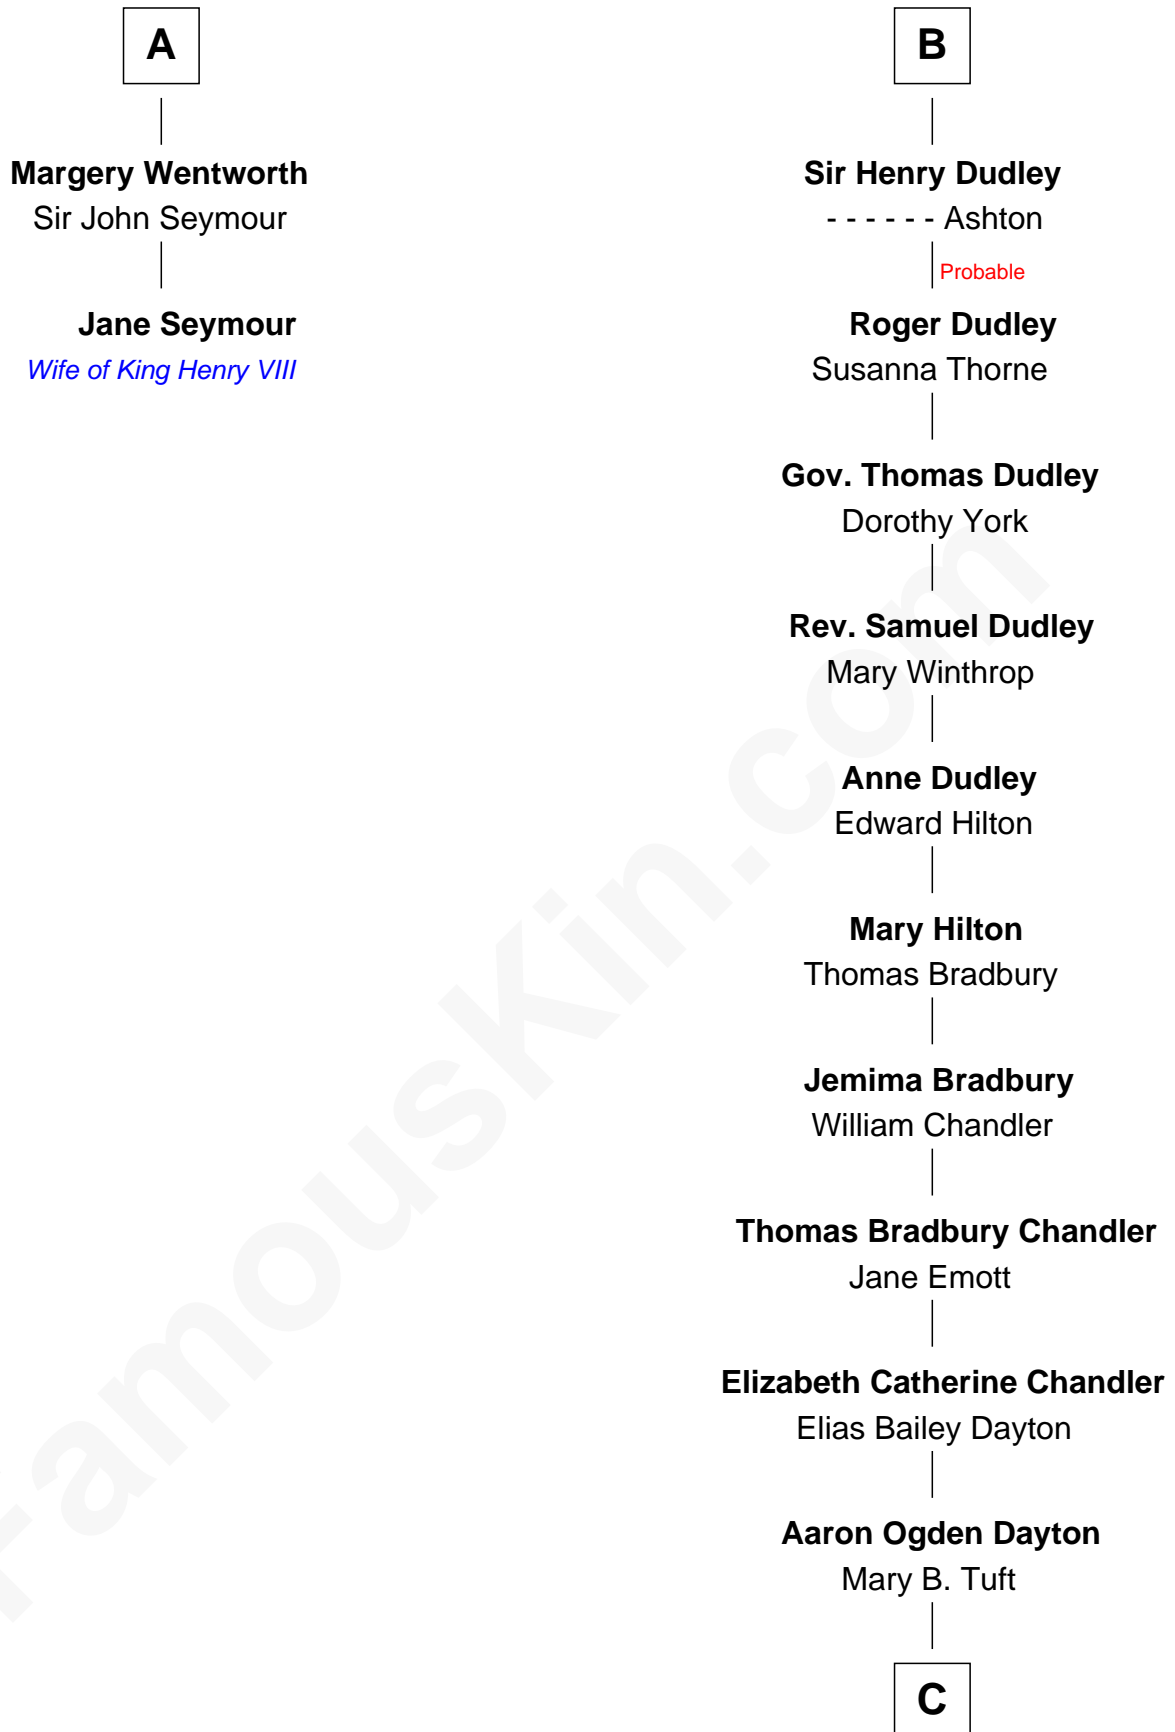 A
Margery Wentworth
Sir John Seymour
Jane Seymour
Wife of King Henry VIII
B
Sir Henry Dudley
- - - - - - Ashton
Probable
Roger Dudley
Susanna Thorne
Gov. Thomas Dudley
Dorothy York
Rev. Samuel Dudley
Mary Winthrop
Anne Dudley
Edward Hilton
Mary Hilton
Thomas Bradbury
Jemima Bradbury
William Chandler
Thomas Bradbury Chandler
Jane Emott
Elizabeth Catherine Chandler
Elias Bailey Dayton
Aaron Ogden Dayton
Mary B. Tuft
C
FamousKin.com